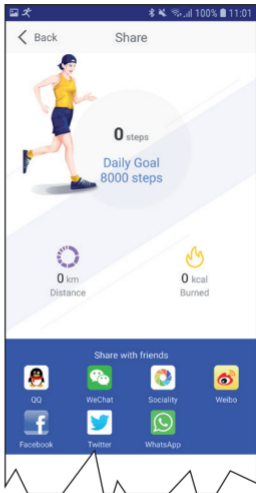 100% 11:01
Back Share
0 steps
Daily Goal
8000 steps
0 km
Distance
0 kcal
Burned
Share with friends
QQ WeChat Sociality Weibo
Facebook Twitter WhatsApp